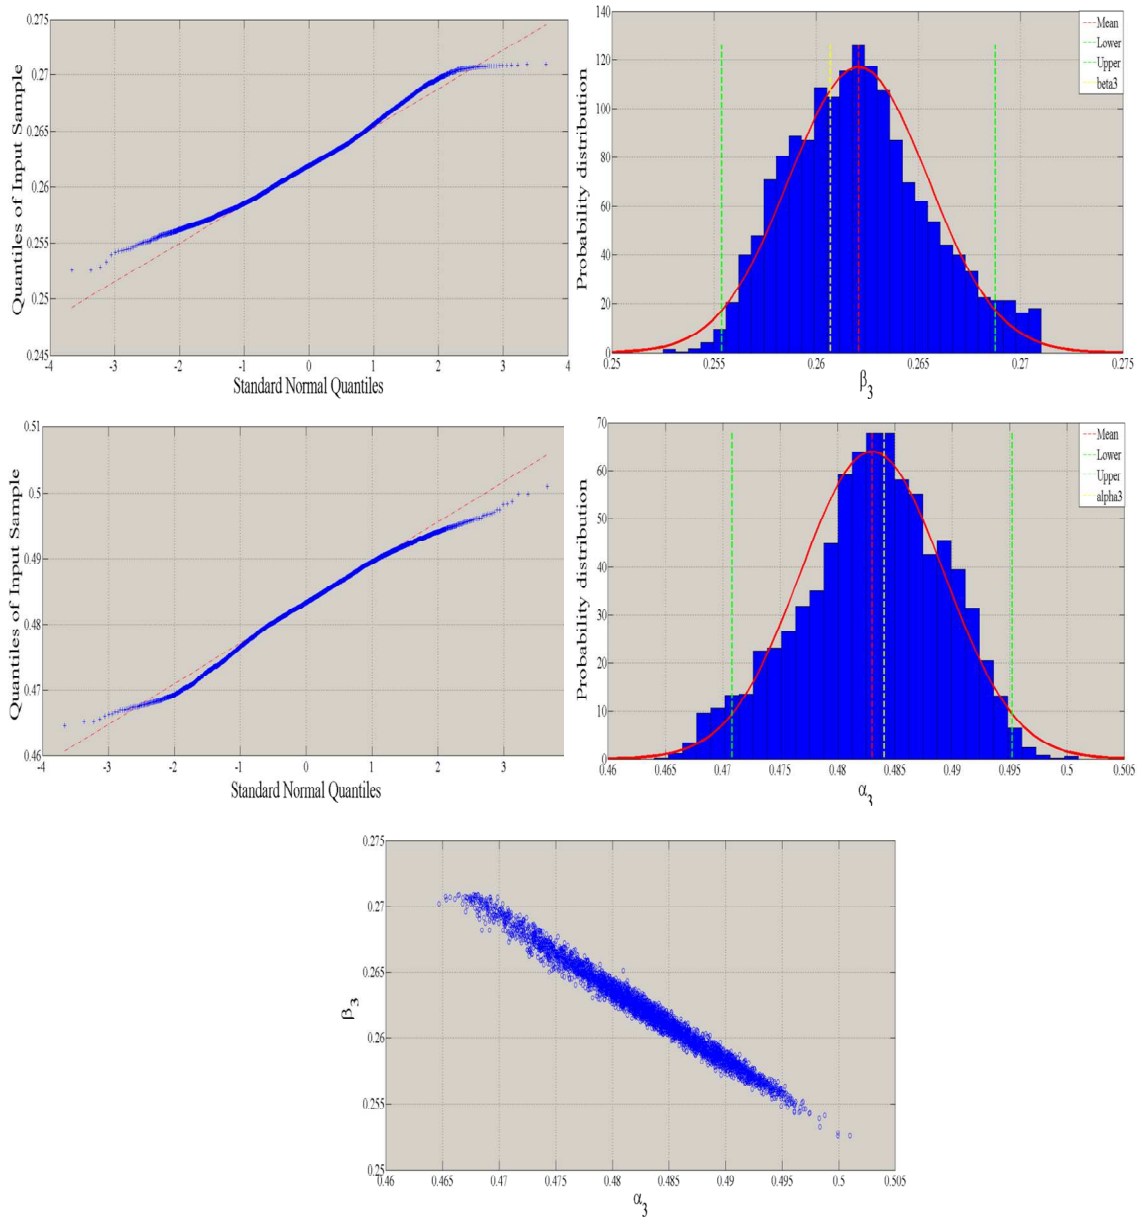 0.275
0.27
0.265
0.26
0.255
0.25
0.245
Quantiles of Input Sample
-4 -3 -2 -1 0 1 2 3 4
Standard Normal Quantiles
140
120
100
80
60
40
20
0
Probability distribution
Mean
Lower
Upper
beta3
0.25 0.255 0.26 0.265 0.27 0.275
β3
0.51
0.5
0.49
0.48
0.47
0.46
Quantiles of Input Sample
-4 -3 -2 -1 0 1 2 3
Standard Normal Quantiles
70
60
50
40
30
20
10
0
Probability distribution
Mean
Lower
Upper
alpha3
0.46 0.465 0.47 0.475 0.48 0.485 0.49 0.495 0.5 0.505
α3
0.275
0.27
0.265
0.26
0.255
0.25
β3
0.46 0.465 0.47 0.475 0.48 0.485 0.49 0.495 0.5 0.505
α3